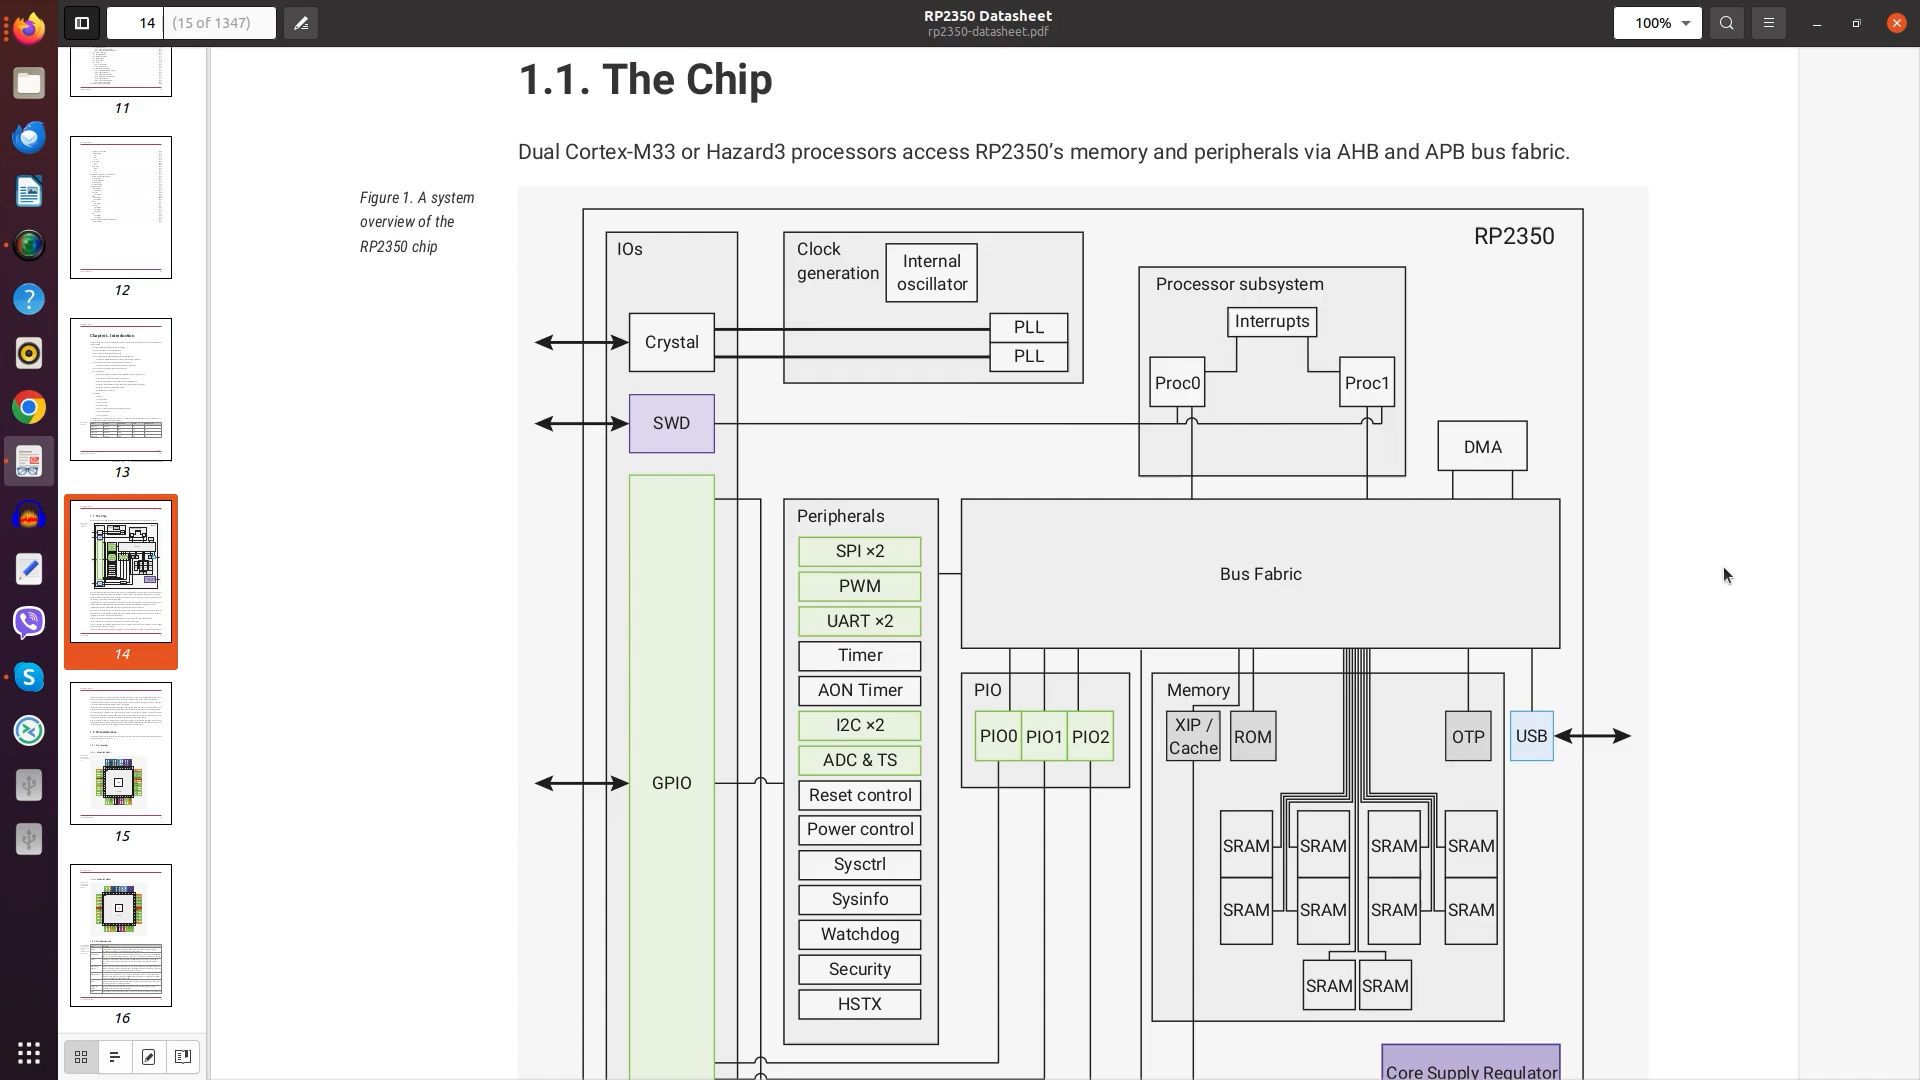 14
(15 of 1347)
RP2350 Datasheet
rp2350-datasheet.pdf
100%
11
12
13
14
15
16
1.1. The Chip
Dual Cortex-M33 or Hazard3 processors access RP2350’s memory and peripherals via AHB and APB bus fabric.
Figure 1. A system
overview of the
RP2350 chip
RP2350
IOs
Clock
generation
Internal
oscillator
Crystal
PLL
PLL
Processor subsystem
Interrupts
Proc0
Proc1
SWD
DMA
GPIO
Peripherals
SPI ×2
PWM
UART ×2
Timer
AON Timer
I2C ×2
ADC & TS
Reset control
Power control
Sysctrl
Sysinfo
Watchdog
Security
HSTX
Bus Fabric
PIO
PIO0
PIO1
PIO2
Memory
XIP /
Cache
ROM
OTP
USB
SRAM
SRAM
SRAM
SRAM
SRAM
SRAM
SRAM
SRAM
SRAM
SRAM
Core Supply Regulator